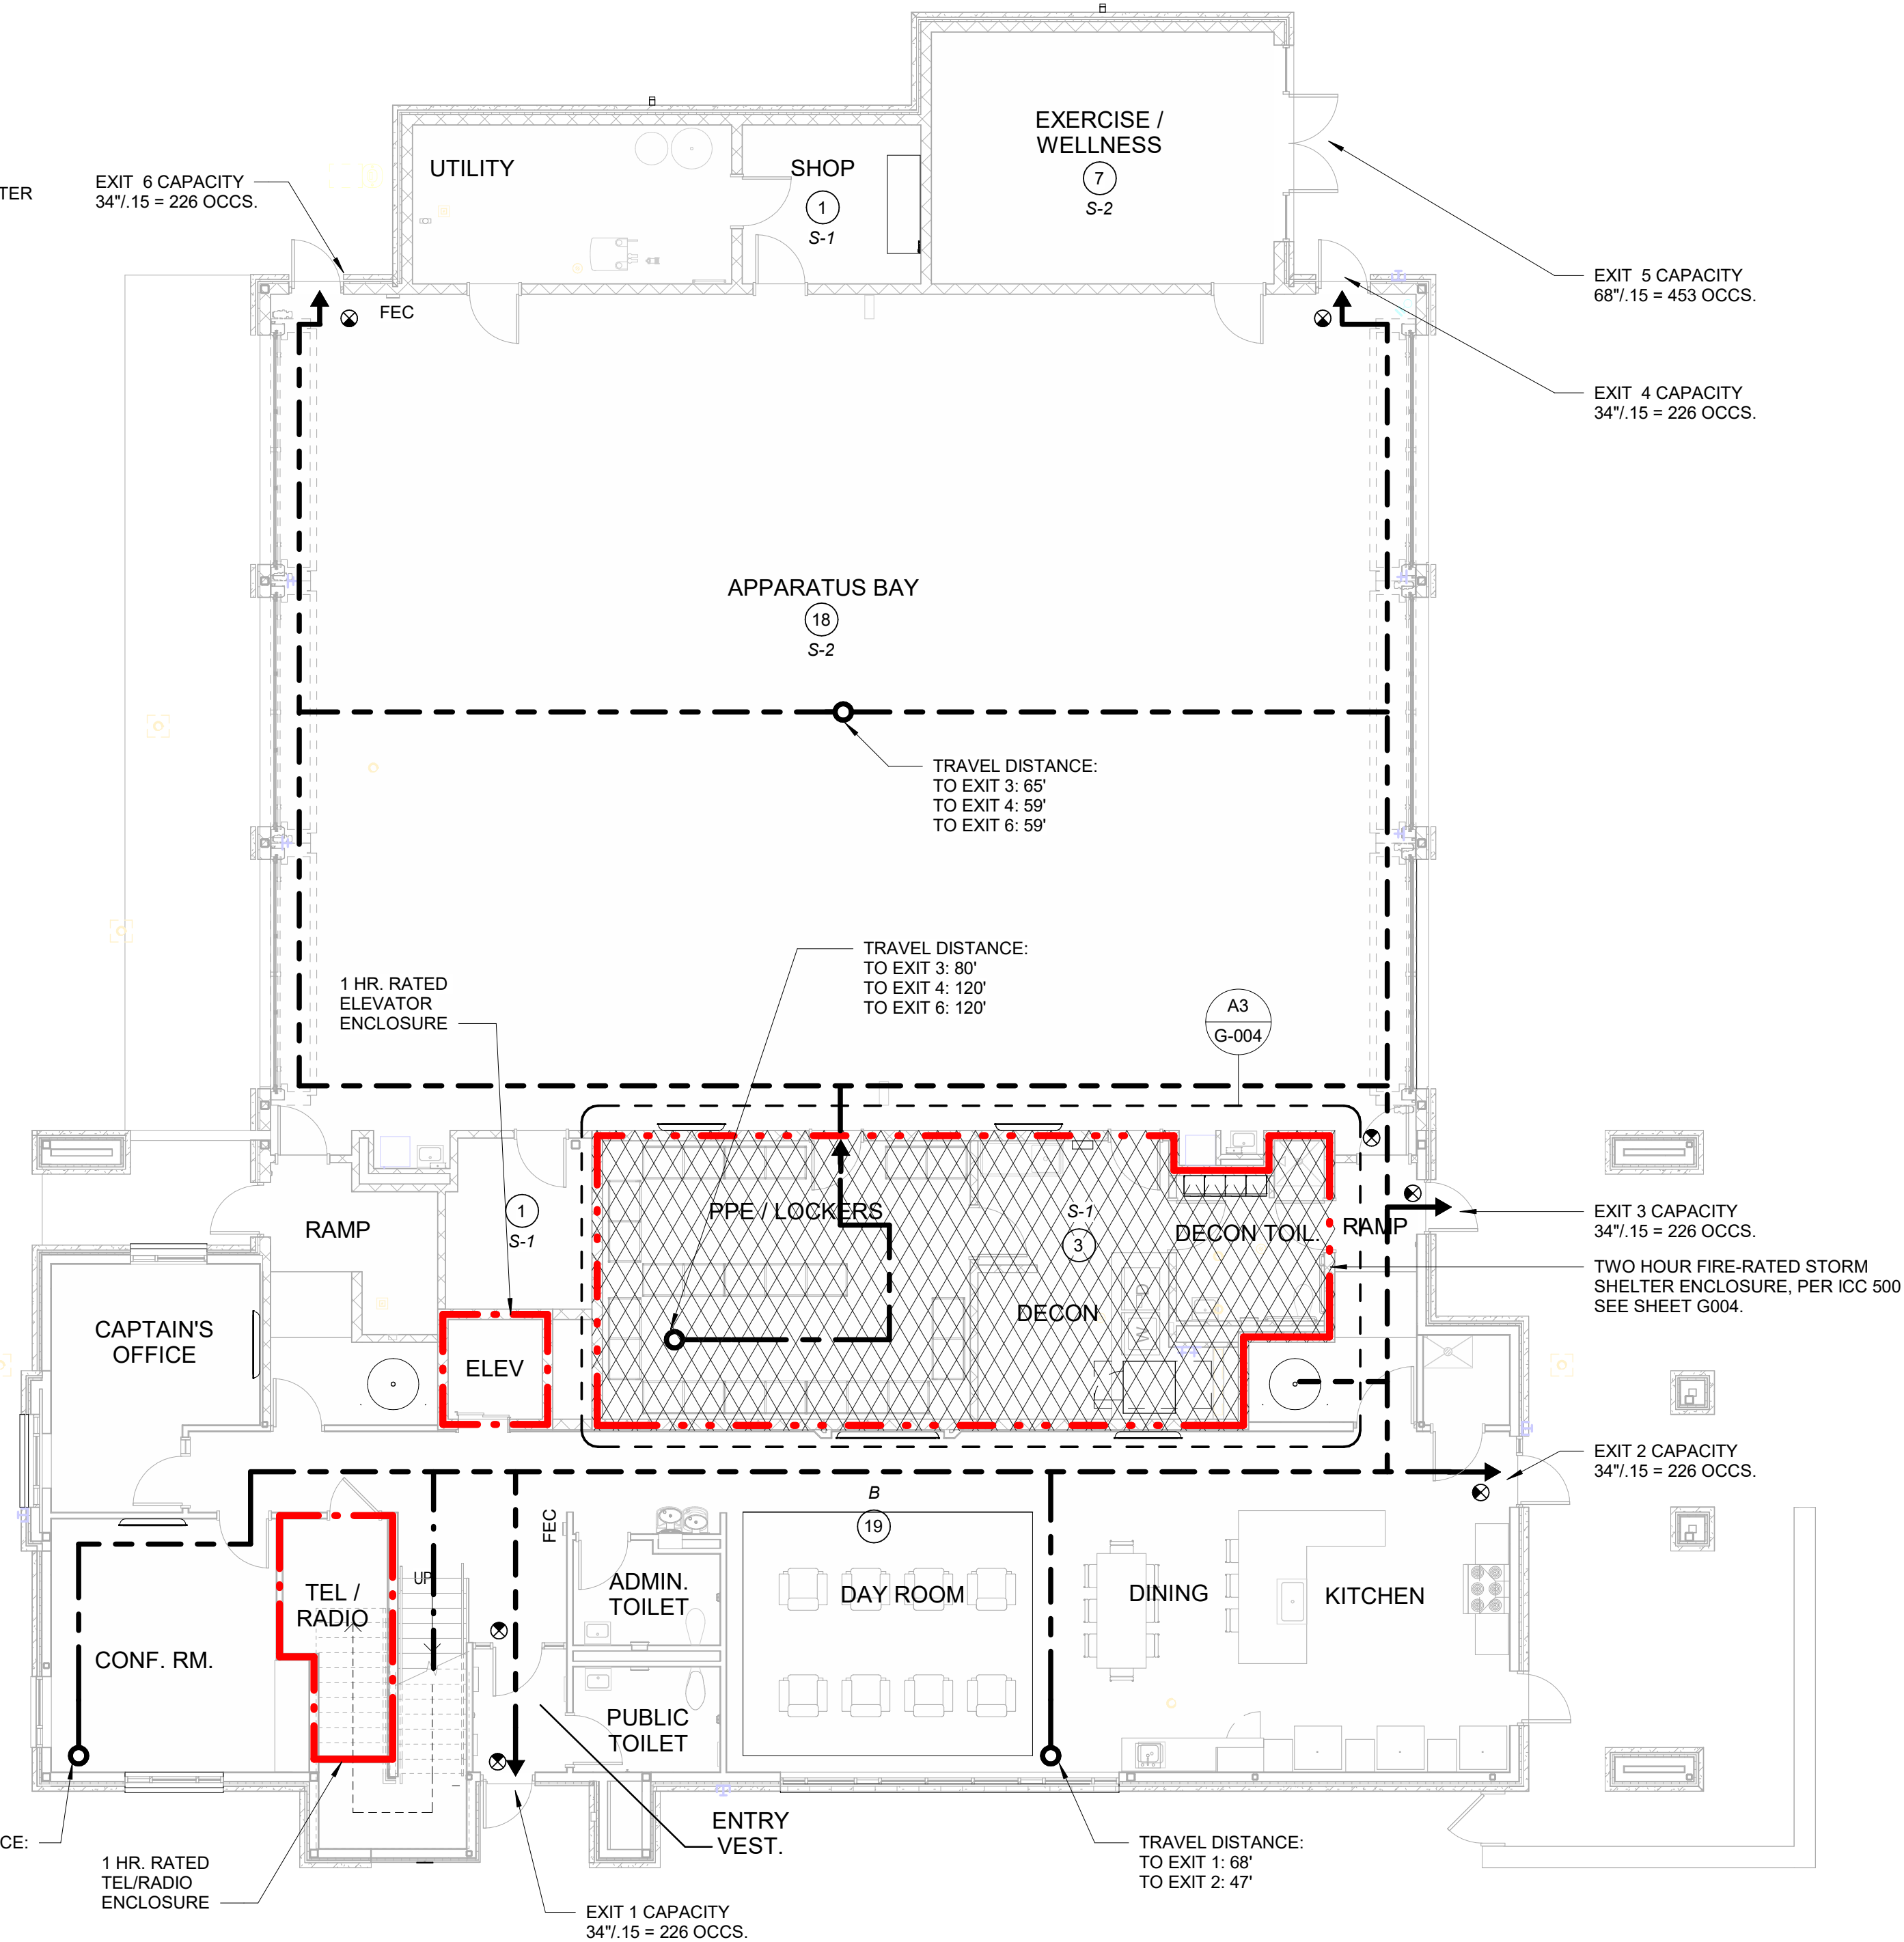 EXERCISE /
WELLNESS
7
S-2
UTILITY
SHOP
1
S-1
TER
EXIT 6 CAPACITY
34"/.15 = 226 OCCS.
FEC
EXIT 5 CAPACITY
68"/.15 = 453 OCCS.
EXIT 4 CAPACITY
34"/.15 = 226 OCCS.
APPARATUS BAY
18
S-2
TRAVEL DISTANCE:
TO EXIT 3: 65'
TO EXIT 4: 59'
TO EXIT 6: 59'
TRAVEL DISTANCE:
TO EXIT 3: 80'
TO EXIT 4: 120'
TO EXIT 6: 120'
1 HR. RATED
ELEVATOR
ENCLOSURE
A3
G-004
RAMP
1
S-1
PPE / LOCKERS
S-1
3
DECON TOIL.
RAMP
EXIT 3 CAPACITY
34"/.15 = 226 OCCS.
TWO HOUR FIRE-RATED STORM
SHELTER ENCLOSURE, PER ICC 500
SEE SHEET G004.
DECON
D
W
CAPTAIN'S
OFFICE
ELEV
EXIT 2 CAPACITY
34"/.15 = 226 OCCS.
B
19
FEC
UP
TEL /
RADIO
ADMIN.
TOILET
DAY ROOM
DINING
KITCHEN
CONF. RM.
PUBLIC
TOILET
ENTRY
VEST.
CE:
1 HR. RATED
TEL/RADIO
ENCLOSURE
TRAVEL DISTANCE:
TO EXIT 1: 68'
TO EXIT 2: 47'
EXIT 1 CAPACITY
34"/.15 = 226 OCCS.